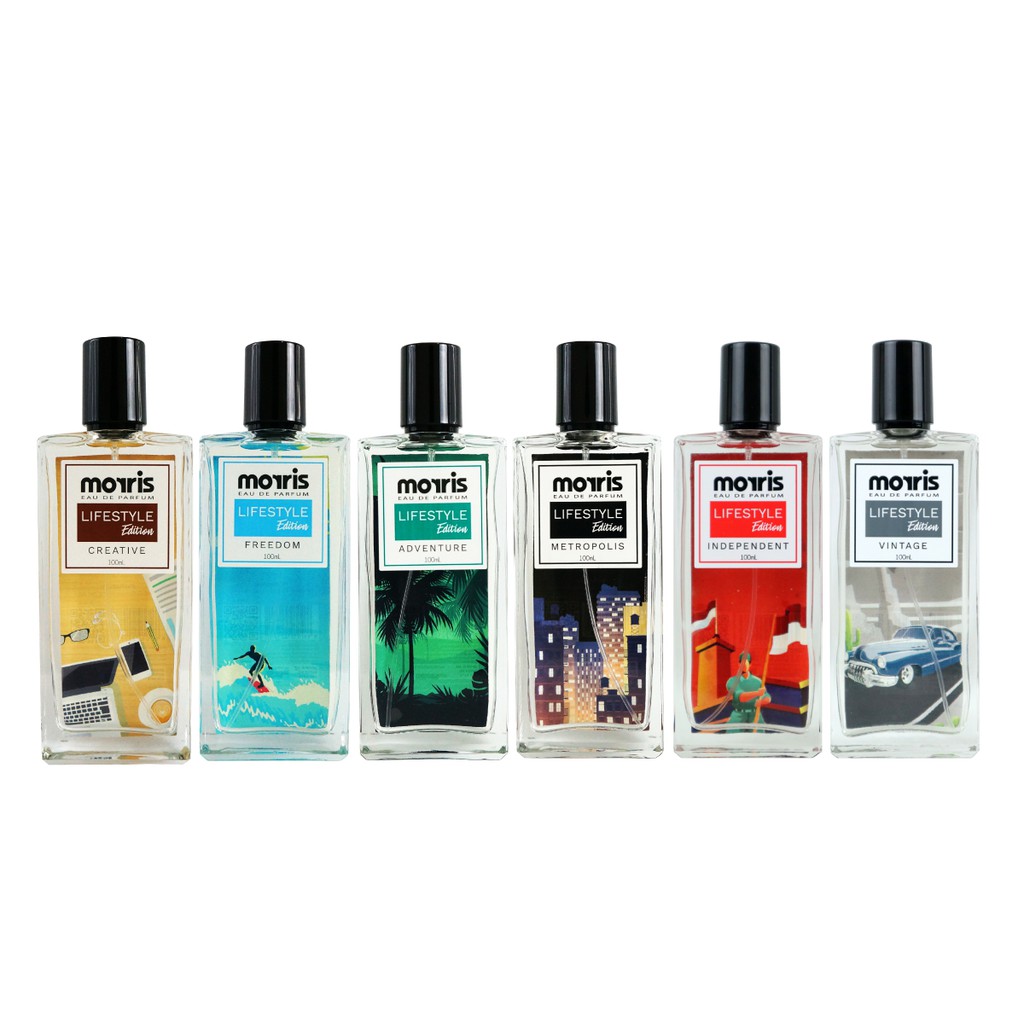 morris
EAU DE PARFUM
LIFESTYLE
Edition
CREATIVE
100mL
morris
EAU DE PARFUM
LIFESTYLE
Edition
FREEDOM
100mL
morris
EAU DE PARFUM
LIFESTYLE
Edition
ADVENTURE
100mL
morris
EAU DE PARFUM
LIFESTYLE
Edition
METROPOLIS
100mL
morris
EAU DE PARFUM
LIFESTYLE
Edition
INDEPENDENT
100mL
morris
EAU DE PARFUM
LIFESTYLE
Edition
VINTAGE
100mL